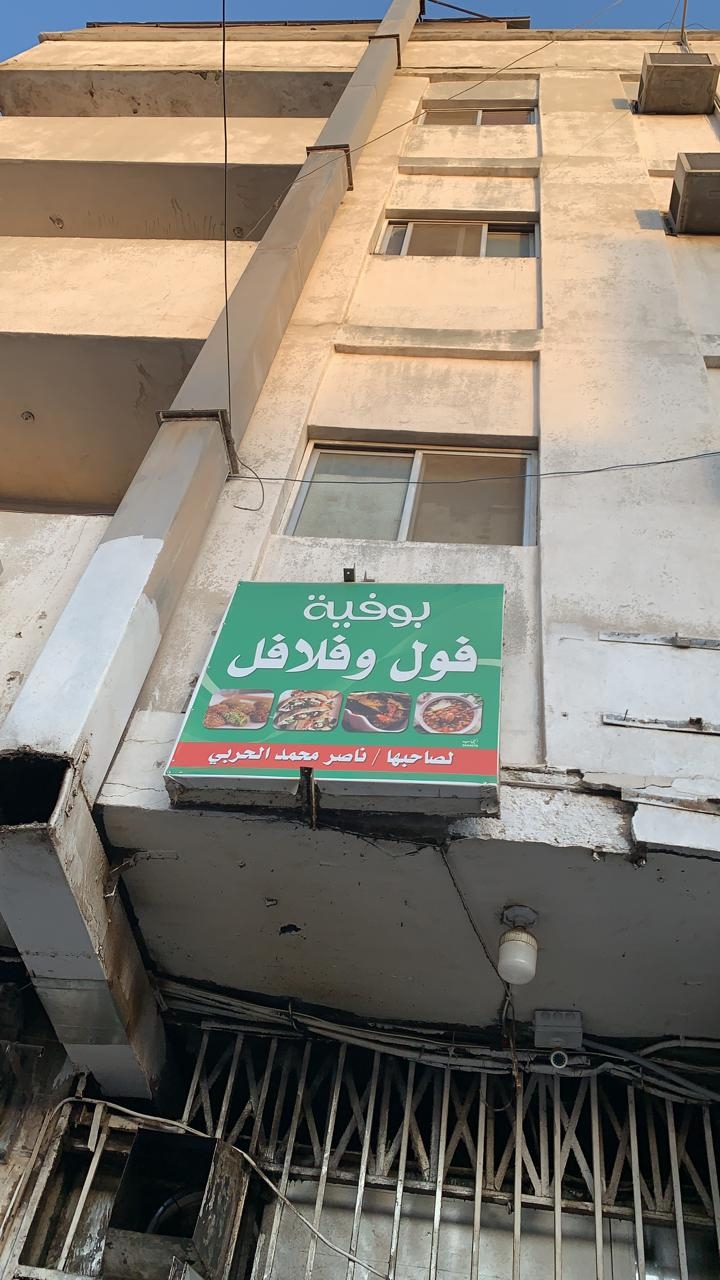 بوفية
فول وفلافل
لصاحبها / ناصر محمد الحربي